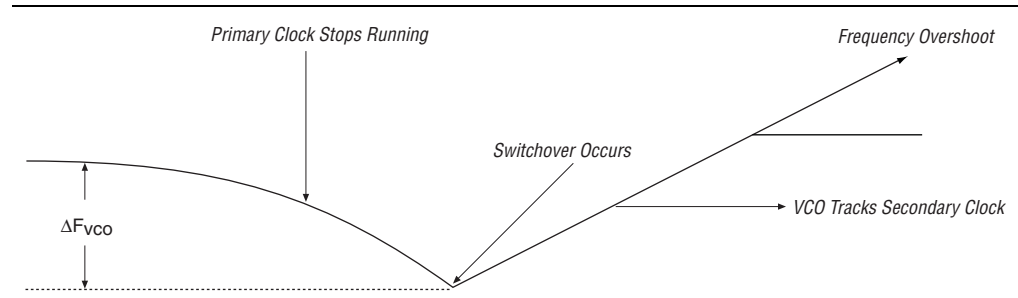 Primary Clock Stops Running
Frequency Overshoot
Switchover Occurs
VCO Tracks Secondary Clock
ΔFvco